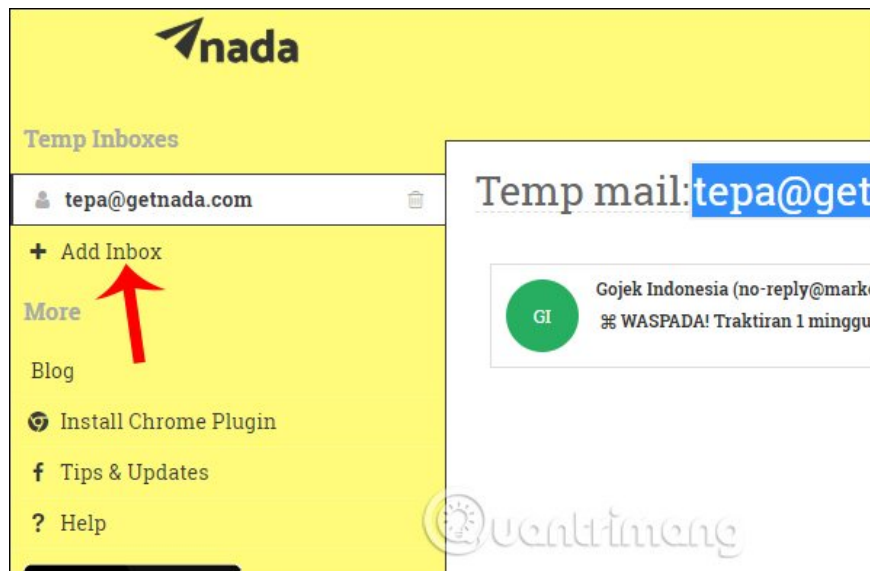 nada
Temp Inboxes
tepa@getnada.com
+ Add Inbox
More
Blog
Install Chrome Plugin
Tips & Updates
? Help
Temp mail:tepa@get
GI
Gojek Indonesia (no-reply@mark
⌘ WASPADA! Traktiran 1 minggu
Quantrimang